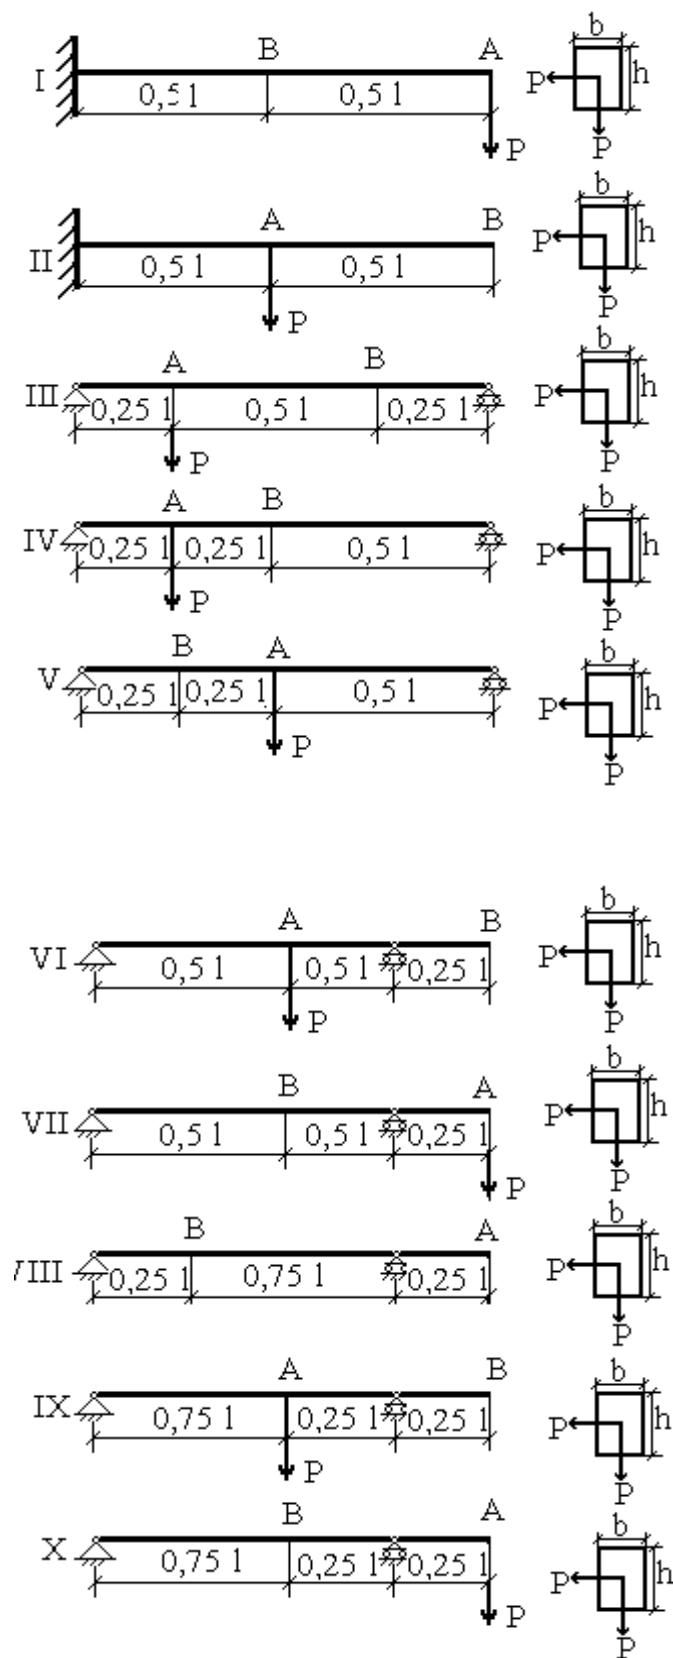 B A b
I 0,5 l 0,5 l P h
P P
A B b
II 0,5 l 0,5 l P h
P P
A B b
III 0,25 l 0,5 l 0,25 l P h
P P
A B b
IV 0,25 l 0,25 l 0,5 l P h
P P
B A b
V 0,25 l 0,25 l 0,5 l P h
P P
A B b
VI 0,5 l 0,5 l 0,25 l P h
P P
B A b
VII 0,5 l 0,5 l 0,25 l P h
P P
B A b
VIII 0,25 l 0,75 l 0,25 l P h
P
A B b
IX 0,75 l 0,25 l 0,25 l P h
P P
B A b
X 0,75 l 0,25 l 0,25 l P h
P P